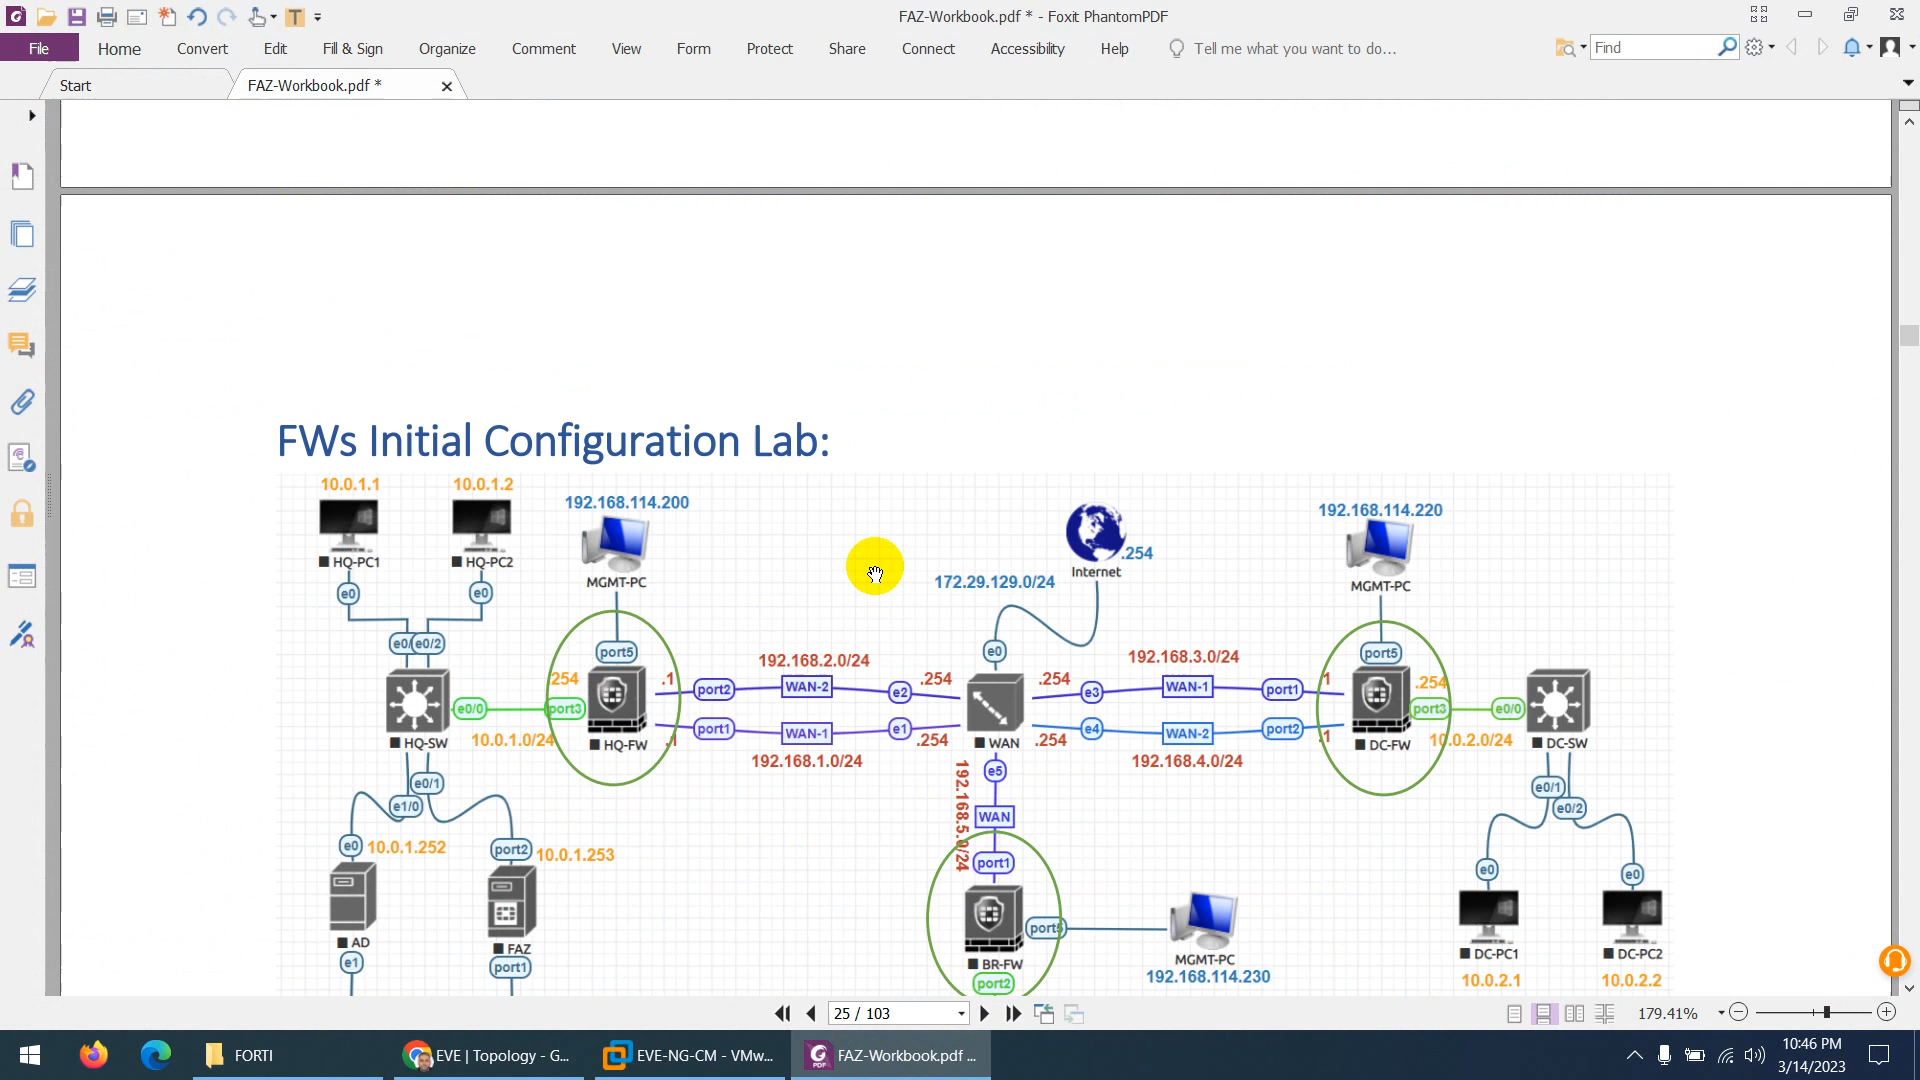 FAZ-Workbook.pdf * - Foxit PhantomPDF
File Home Convert Edit Fill & Sign Organize Comment View Form Protect Share Connect Accessibility Help Tell me what you want to do... Find
Start FAZ-Workbook.pdf *
FWs Initial Configuration Lab:
10.0.1.1 10.0.1.2
192.168.114.200 192.168.114.220
HQ-PC1 HQ-PC2
MGMT-PC
.254
Internet
MGMT-PC
172.29.129.0/24
e0 e0
e0/2
port5 e0 port5
192.168.2.0/24 192.168.3.0/24
254 .1 .254 .254 .1 .254
port2 WAN-2 e2 e3 WAN-1 port1
e0/0 port3 port3 e0/0
port1 WAN-1 e1 e4 WAN-2 port2
HQ-SW 10.0.1.0/24 HQ-FW .1 .254 WAN .254 .1 DC-FW 10.0.2.0/24 DC-SW
192.168.1.0/24 192.168.4.0/24
192.168.5.0/24
e5
e0/1 e0/1
e1/0 e0/2
WAN
e0 10.0.1.252 port2 10.0.1.253
port1
e0 e0
AD FAZ
BR-FW
MGMT-PC
192.168.114.230
DC-PC1 DC-PC2
e1 port1
port2
10.0.2.1 10.0.2.2
25 / 103
179.41%
FORTI EVE | Topology - G... EVE-NG-CM - VMw... FAZ-Workbook.pdf ...
10:46 PM
3/14/2023